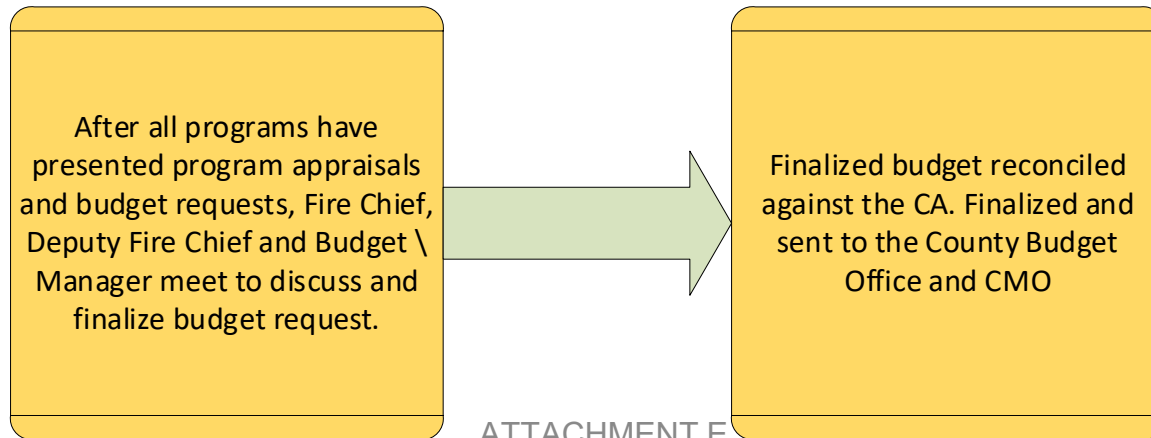 After all programs have
presented program appraisals
and budget requests, Fire Chief,
Deputy Fire Chief and Budget \
Manager meet to discuss and
finalize budget request.
Finalized budget reconciled
against the CA. Finalized and
sent to the County Budget
Office and CMO
ATTACHMENT E